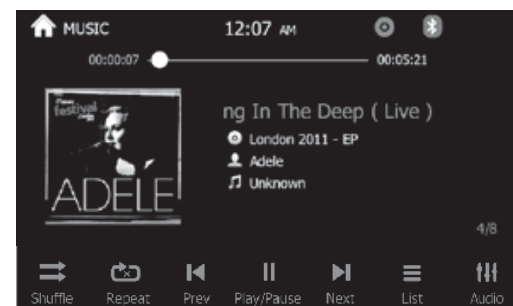 MUSIC 12:07 AM
00:00:07 00:05:21
festival
ADELE
ng In The Deep ( Live )
London 2011 - EP
Adele
Unknown
4/8
Shuffle Repeat Prev Play/Pause Next List Audio